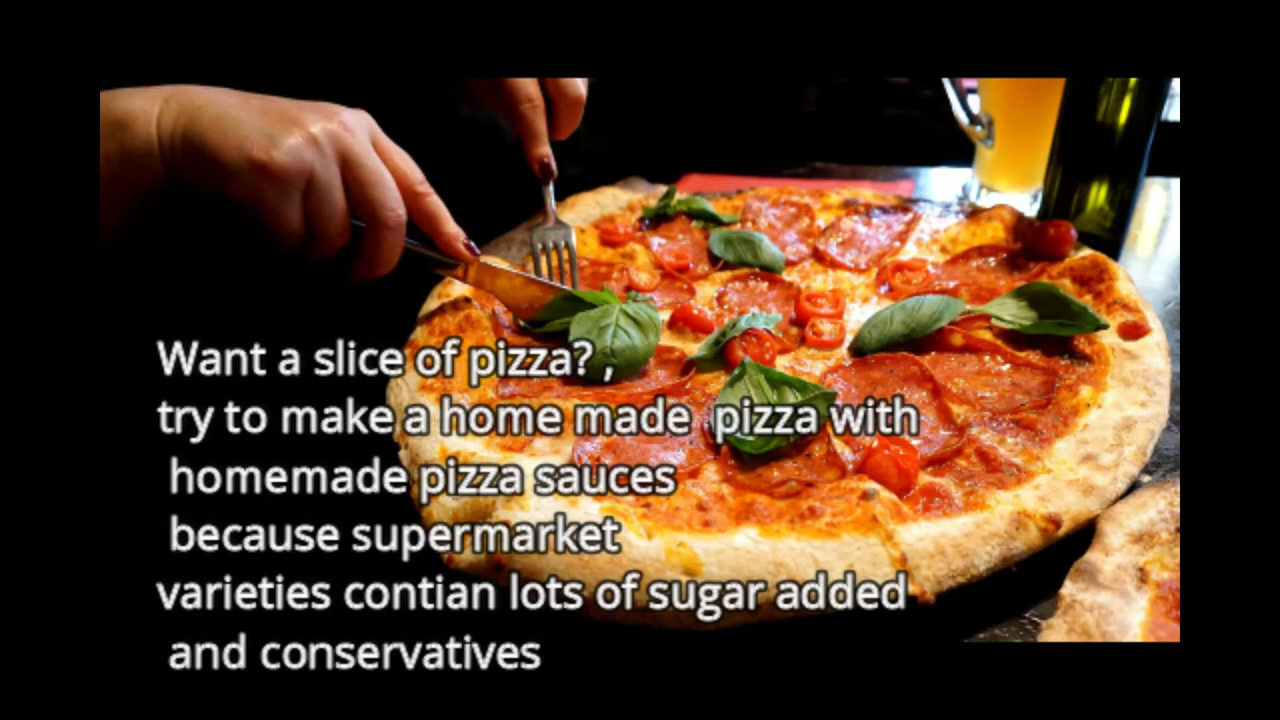 Want a slice of pizza? ,
try to make a home made pizza with
homemade pizza sauces
because supermarket
varieties contian lots of sugar added
and conservatives